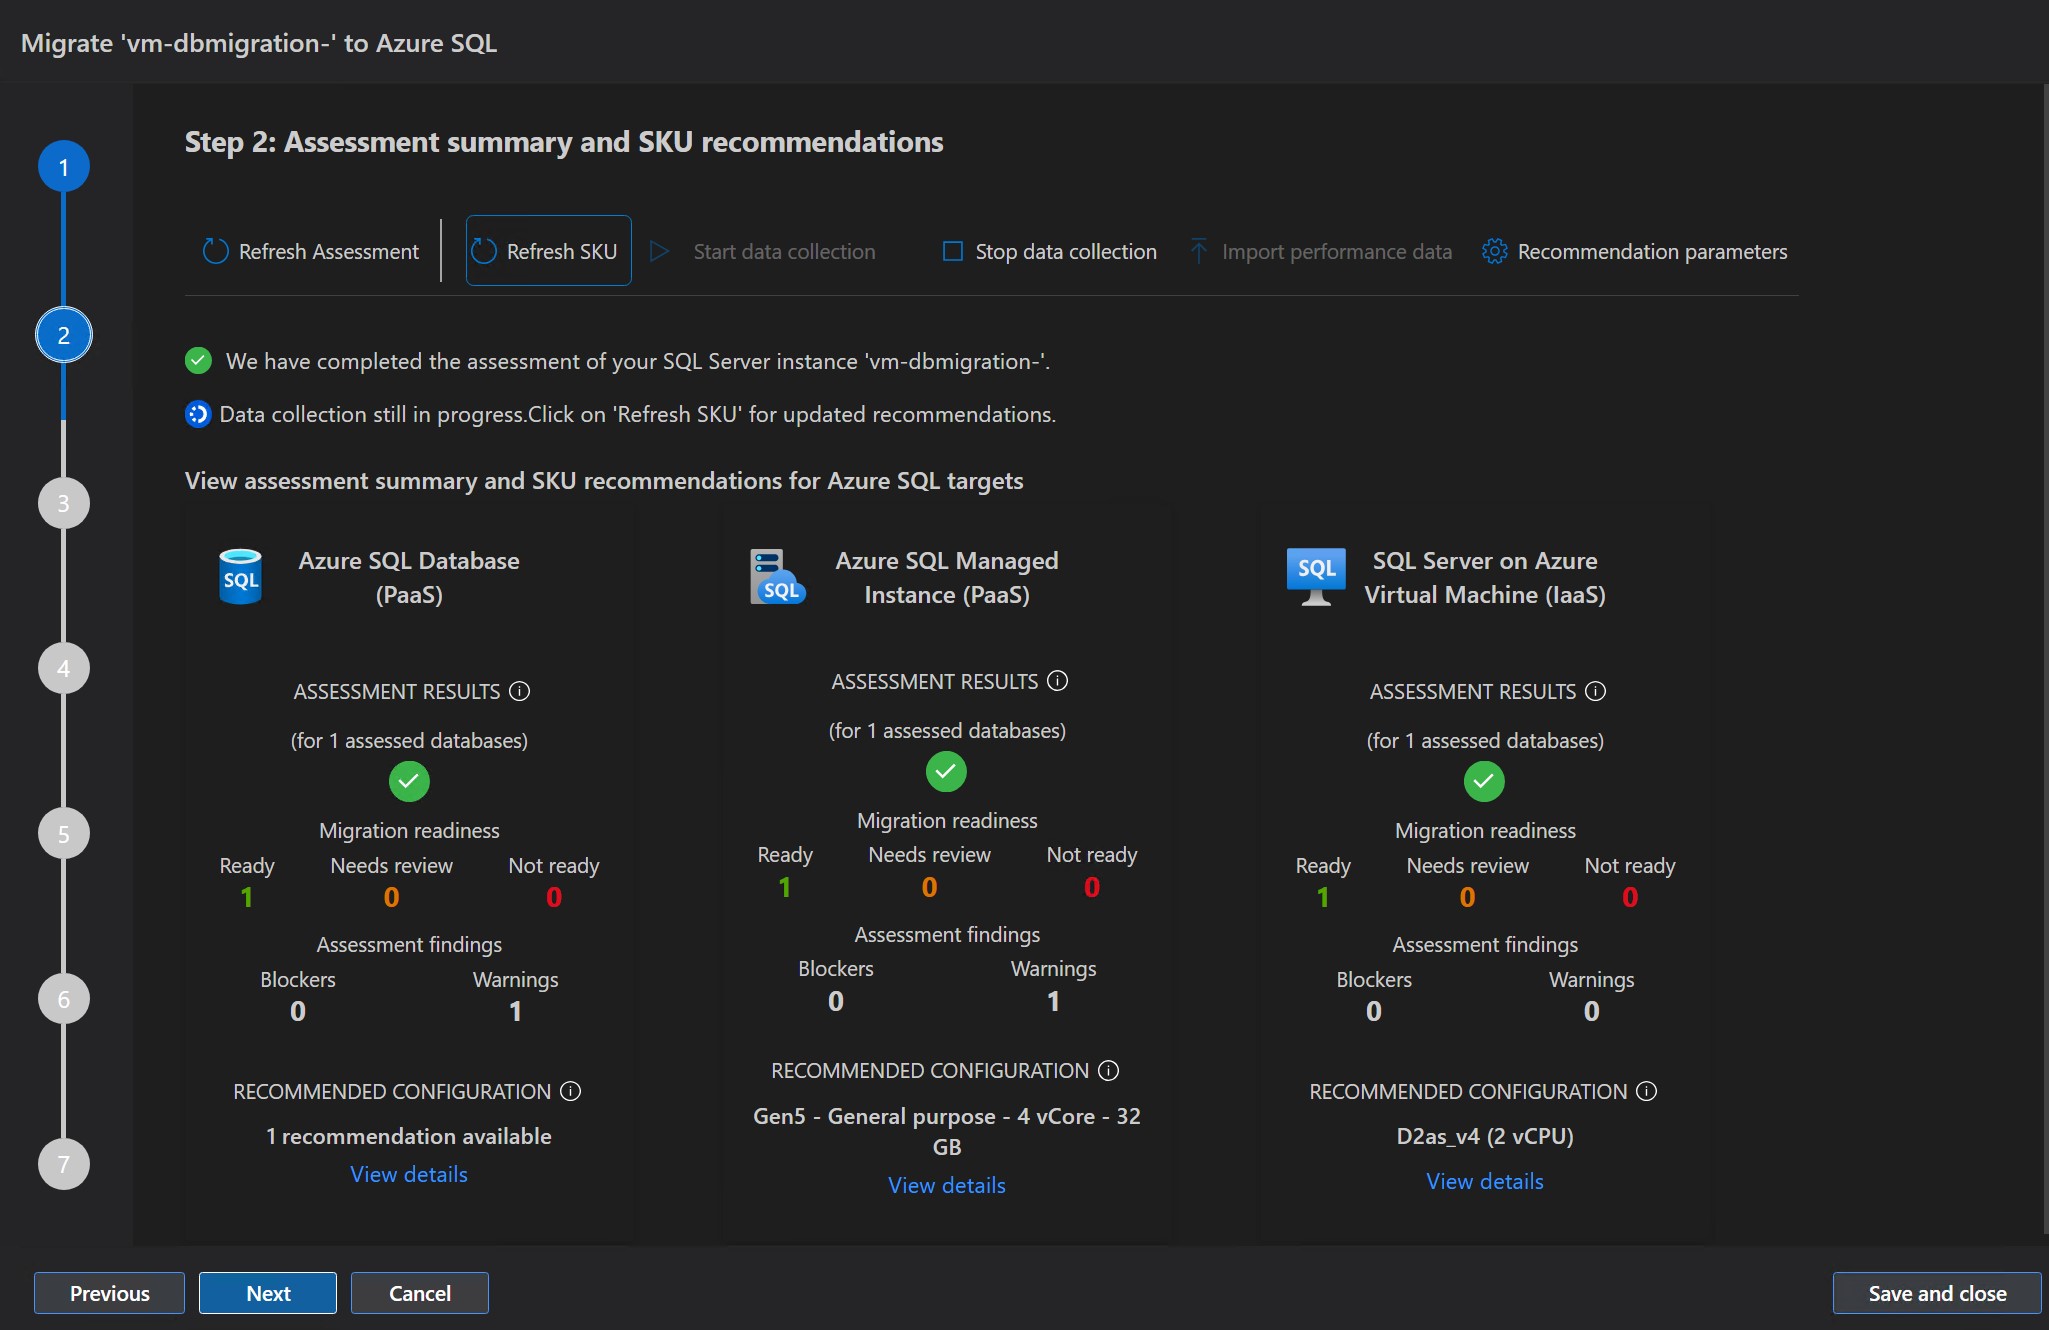 Migrate 'vm-dbmigration-' to Azure SQL
1
2
3
4
5
6
7
Step 2: Assessment summary and SKU recommendations
Refresh Assessment
Refresh SKU
Start data collection
Stop data collection
Import performance data
Recommendation parameters
We have completed the assessment of your SQL Server instance 'vm-dbmigration-'.
Data collection still in progress.Click on 'Refresh SKU' for updated recommendations.
View assessment summary and SKU recommendations for Azure SQL targets
SQL
Azure SQL Database
(PaaS)
ASSESSMENT RESULTS
(for 1 assessed databases)
Migration readiness
Ready Needs review Not ready
1 0 0
Assessment findings
Blockers Warnings
0 1
RECOMMENDED CONFIGURATION
1 recommendation available
View details
SQL
Azure SQL Managed
Instance (PaaS)
ASSESSMENT RESULTS
(for 1 assessed databases)
Migration readiness
Ready Needs review Not ready
1 0 0
Assessment findings
Blockers Warnings
0 1
RECOMMENDED CONFIGURATION
Gen5 - General purpose - 4 vCore - 32
GB
View details
SQL
SQL Server on Azure
Virtual Machine (IaaS)
ASSESSMENT RESULTS
(for 1 assessed databases)
Migration readiness
Ready Needs review Not ready
1 0 0
Assessment findings
Blockers Warnings
0 0
RECOMMENDED CONFIGURATION
D2as_v4 (2 vCPU)
View details
Previous
Next
Cancel
Save and close